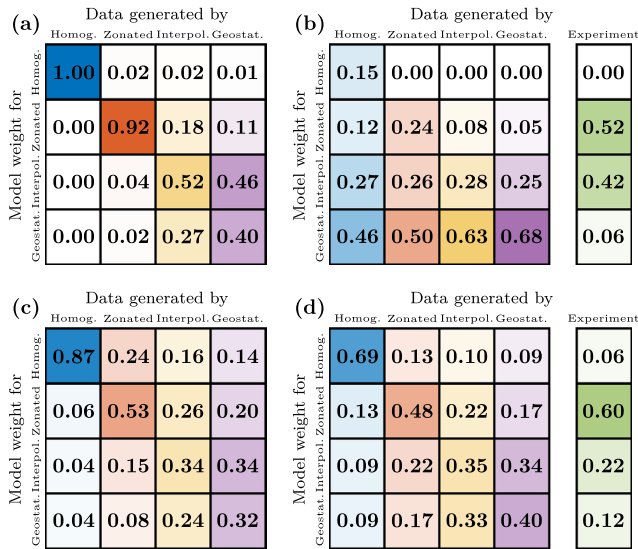 (a) Data generated by
Homog. Zonated Interpol. Geostat.
Model weight for
Homog. 1.00 0.02 0.02 0.01
Zonated 0.00 0.92 0.18 0.11
Interpol. 0.00 0.04 0.52 0.46
Geostat. 0.00 0.02 0.27 0.40
(b) Data generated by
Homog. Zonated Interpol. Geostat. Experiment
Model weight for
Homog. 0.15 0.00 0.00 0.00 0.00
Zonated 0.12 0.24 0.08 0.05 0.52
Interpol. 0.27 0.26 0.28 0.25 0.42
Geostat. 0.46 0.50 0.63 0.68 0.06
(c) Data generated by
Homog. Zonated Interpol. Geostat.
Model weight for
Homog. 0.87 0.24 0.16 0.14
Zonated 0.06 0.53 0.26 0.20
Interpol. 0.04 0.15 0.34 0.34
Geostat. 0.04 0.08 0.24 0.32
(d) Data generated by
Homog. Zonated Interpol. Geostat. Experiment
Model weight for
Homog. 0.69 0.13 0.10 0.09 0.06
Zonated 0.13 0.48 0.22 0.17 0.60
Interpol. 0.09 0.22 0.35 0.34 0.22
Geostat. 0.09 0.17 0.33 0.40 0.12